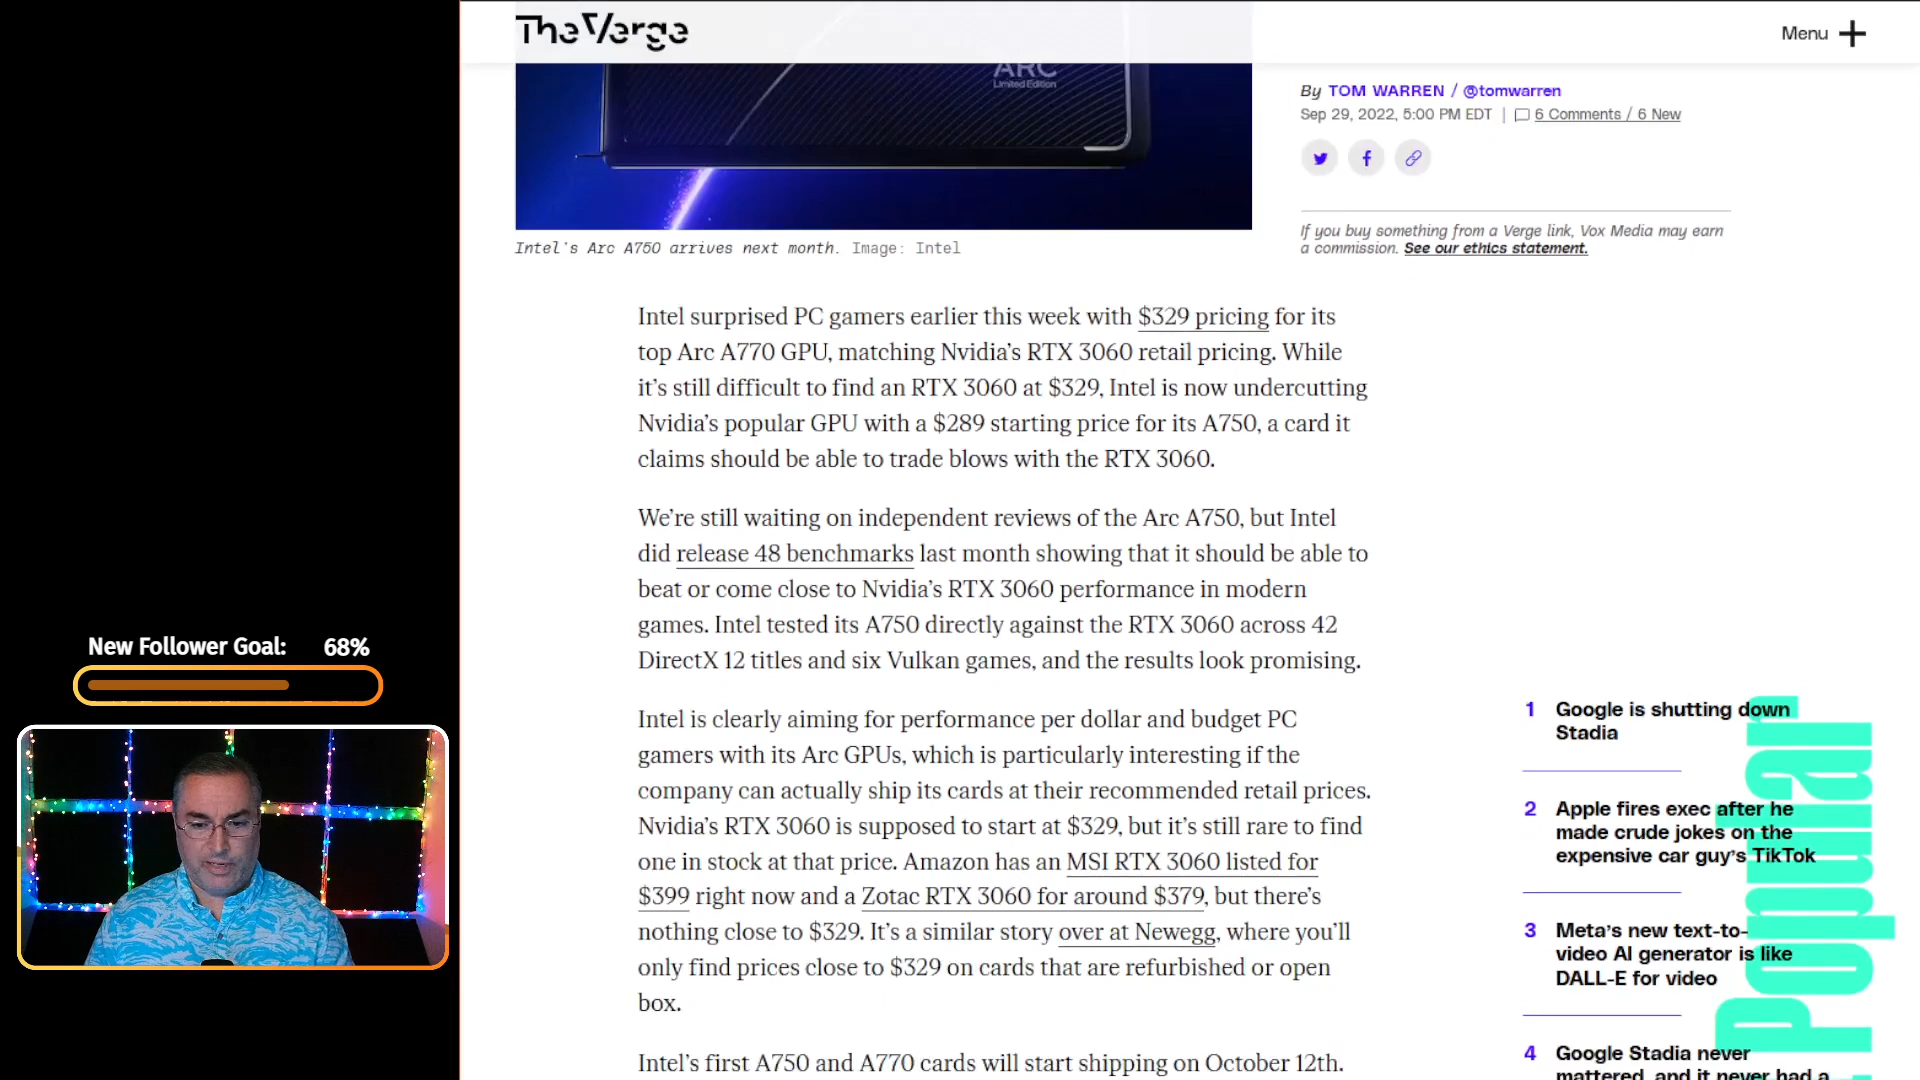 The Verge
Menu
ARC
Limited Edition
By TOM WARREN / @tomwarren
Sep 29, 2022, 5:00 PM EDT | 6 Comments / 6 New
If you buy something from a Verge link, Vox Media may earn
a commission. See our ethics statement.
Intel's Arc A750 arrives next month. Image: Intel
Intel surprised PC gamers earlier this week with $329 pricing for its
top Arc A770 GPU, matching Nvidia’s RTX 3060 retail pricing. While
it’s still difficult to find an RTX 3060 at $329, Intel is now undercutting
Nvidia’s popular GPU with a $289 starting price for its A750, a card it
claims should be able to trade blows with the RTX 3060.
We’re still waiting on independent reviews of the Arc A750, but Intel
did release 48 benchmarks last month showing that it should be able to
beat or come close to Nvidia’s RTX 3060 performance in modern
games. Intel tested its A750 directly against the RTX 3060 across 42
DirectX 12 titles and six Vulkan games, and the results look promising.
Intel is clearly aiming for performance per dollar and budget PC
gamers with its Arc GPUs, which is particularly interesting if the
company can actually ship its cards at their recommended retail prices.
Nvidia’s RTX 3060 is supposed to start at $329, but it’s still rare to find
one in stock at that price. Amazon has an MSI RTX 3060 listed for
$399 right now and a Zotac RTX 3060 for around $379, but there’s
nothing close to $329. It’s a similar story over at Newegg, where you’ll
only find prices close to $329 on cards that are refurbished or open
box.
Intel’s first A750 and A770 cards will start shipping on October 12th.
New Follower Goal: 68%
Popular
1 Google is shutting down
Stadia
2 Apple fires exec after he
made crude jokes on the
expensive car guy’s TikTok
3 Meta’s new text-to-
video AI generator is like
DALL-E for video
4 Google Stadia never
mattered, and it never had a